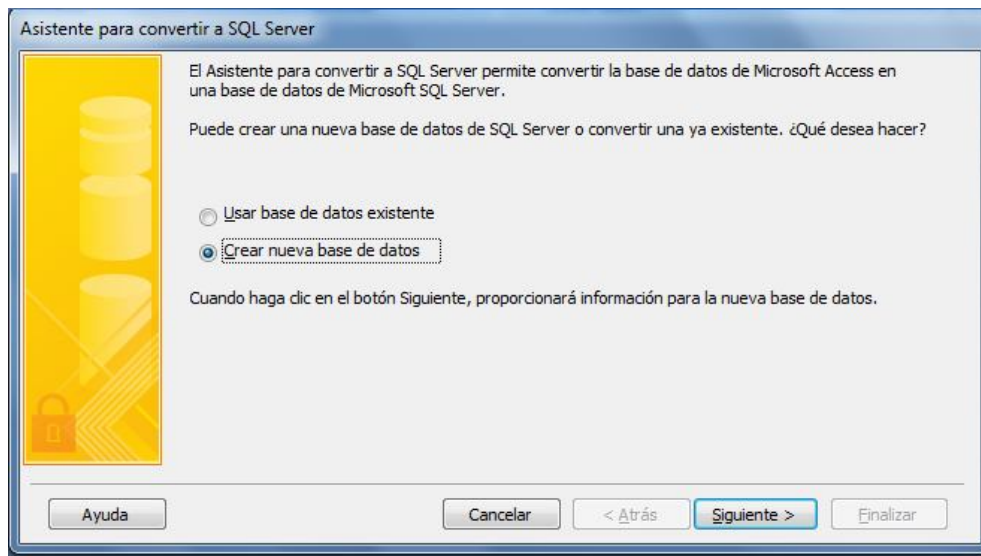 Asistente para convertir a SQL Server
El Asistente para convertir a SQL Server permite convertir la base de datos de Microsoft Access en
una base de datos de Microsoft SQL Server.
Puede crear una nueva base de datos de SQL Server o convertir una ya existente. ¿Qué desea hacer?
Usar base de datos existente
Crear nueva base de datos
Cuando haga clic en el botón Siguiente, proporcionará información para la nueva base de datos.
Ayuda
Cancelar
< Atrás
Siguiente >
Finalizar